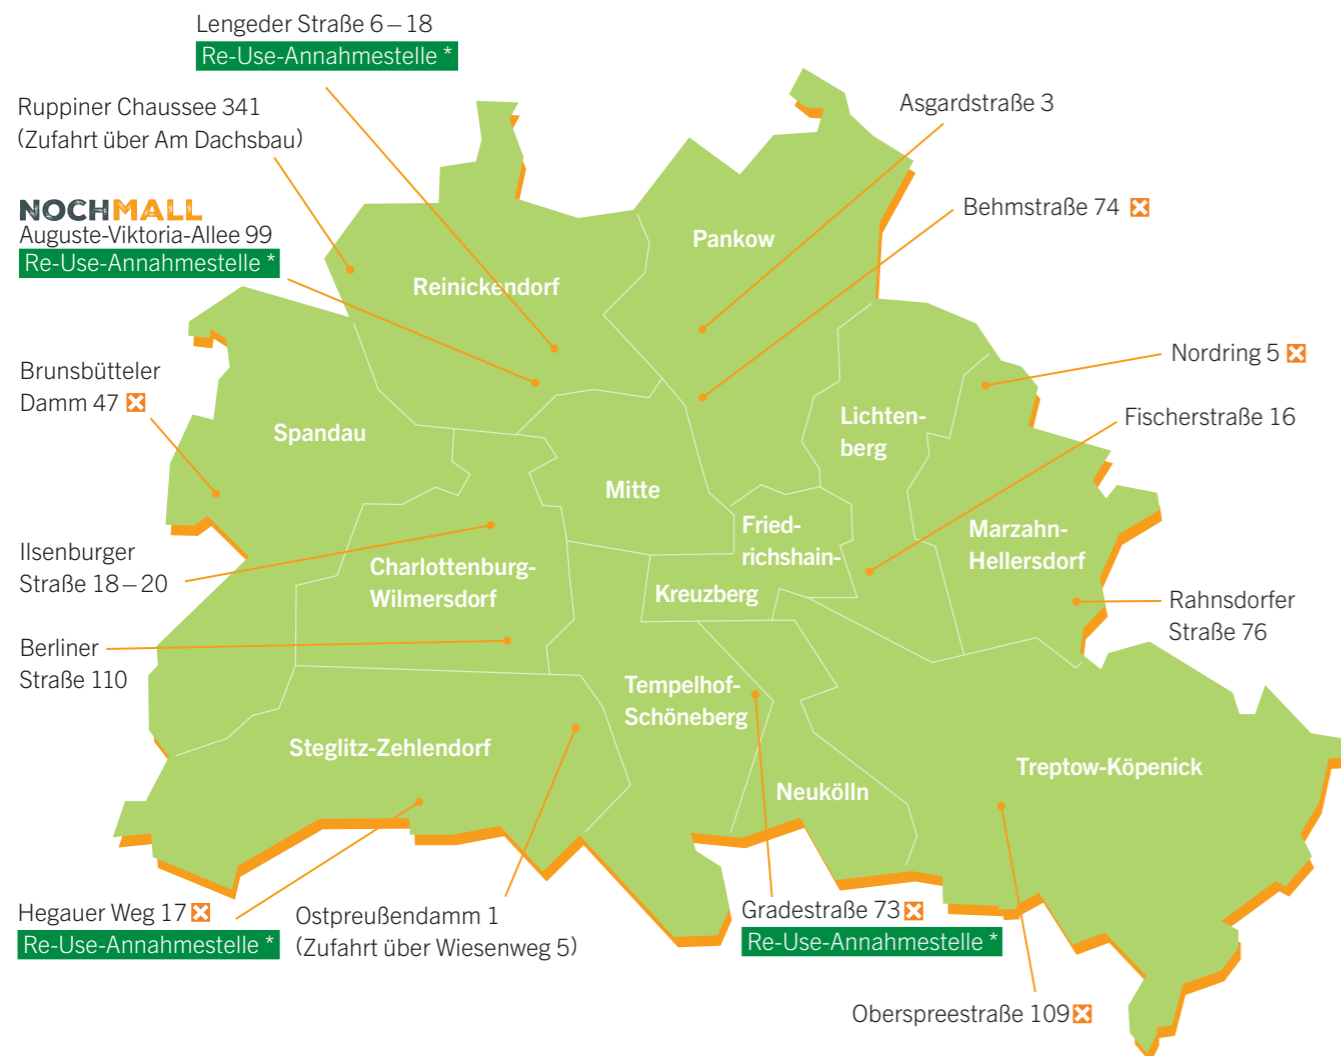 Lengeder Straße 6 – 18
Re-Use-Annahmestelle *
Ruppiner Chaussee 341
(Zufahrt über Am Dachsbau)
NOCHMALL
Auguste-Viktoria-Allee 99
Re-Use-Annahmestelle *
Asgardstraße 3
Behmstraße 74
Pankow
Reinickendorf
Brunsbütteler
Damm 47
Nordring 5
Fischerstraße 16
Spandau
Lichten-
berg
Mitte
Fried-
richshain-
Kreuzberg
Marzahn-
Hellersdorf
Ilsenburger
Straße 18 – 20
Charlottenburg-
Wilmersdorf
Rahnsdorfer
Straße 76
Berliner
Straße 110
Tempelhof-
Schöneberg
Steglitz-Zehlendorf
Neukölln
Treptow-Köpenick
Hegauer Weg 17
Re-Use-Annahmestelle *
Ostpreußendamm 1
(Zufahrt über Wiesenweg 5)
Gradestraße 73
Re-Use-Annahmestelle *
Oberspreestraße 109